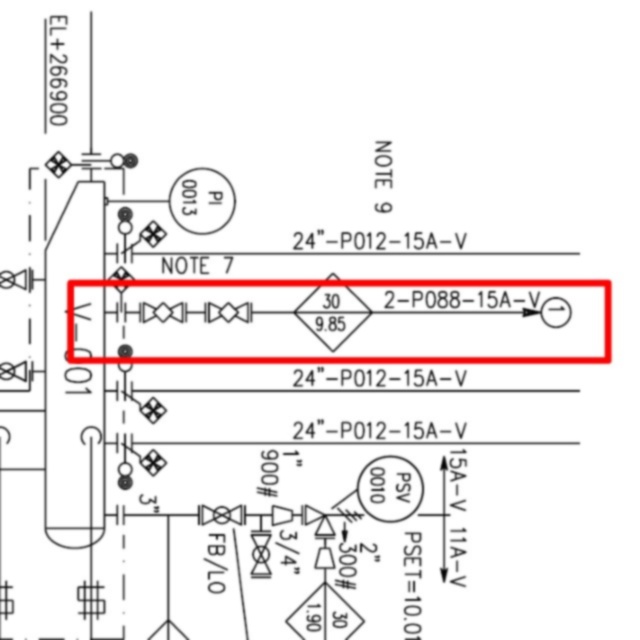 EL+266900
NOTE 9
PI
0013
24"-P012-15A-V
NOTE 7
30
9.85
2-P088-15A-V
1
24"-P012-15A-V
24"-P012-15A-V
3"
1"
900#
PSV
0010
15A-V
11A-V
FB/LO
3/4"
2"
300#
PSET=10.01
30
1.90